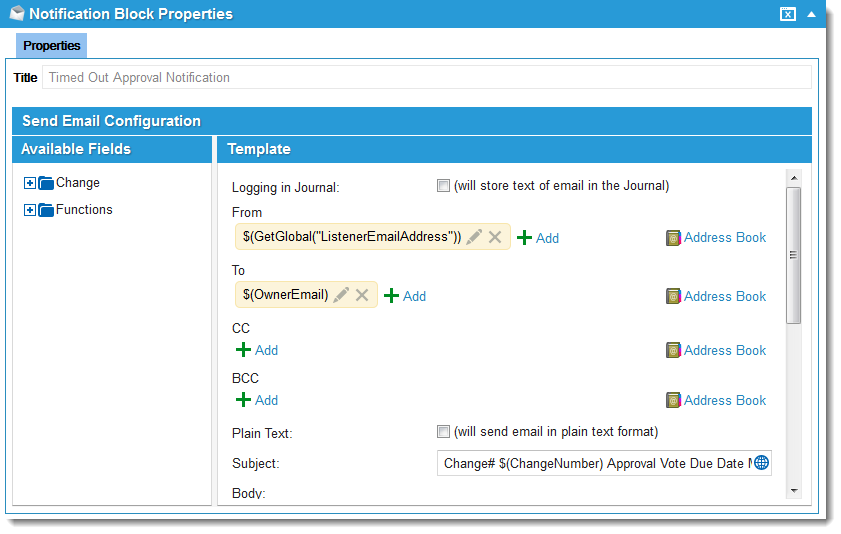 Notification Block Properties
Properties
Title Timed Out Approval Notification
Send Email Configuration
Available Fields
Change
Functions
Template
Logging in Journal: (will store text of email in the Journal)
From
$(GetGlobal("ListenerEmailAddress")) Add Address Book
To
$(OwnerEmail) Add Address Book
CC
Add Address Book
BCC
Add Address Book
Plain Text: (will send email in plain text format)
Subject: Change# $(ChangeNumber) Approval Vote Due Date
Body: